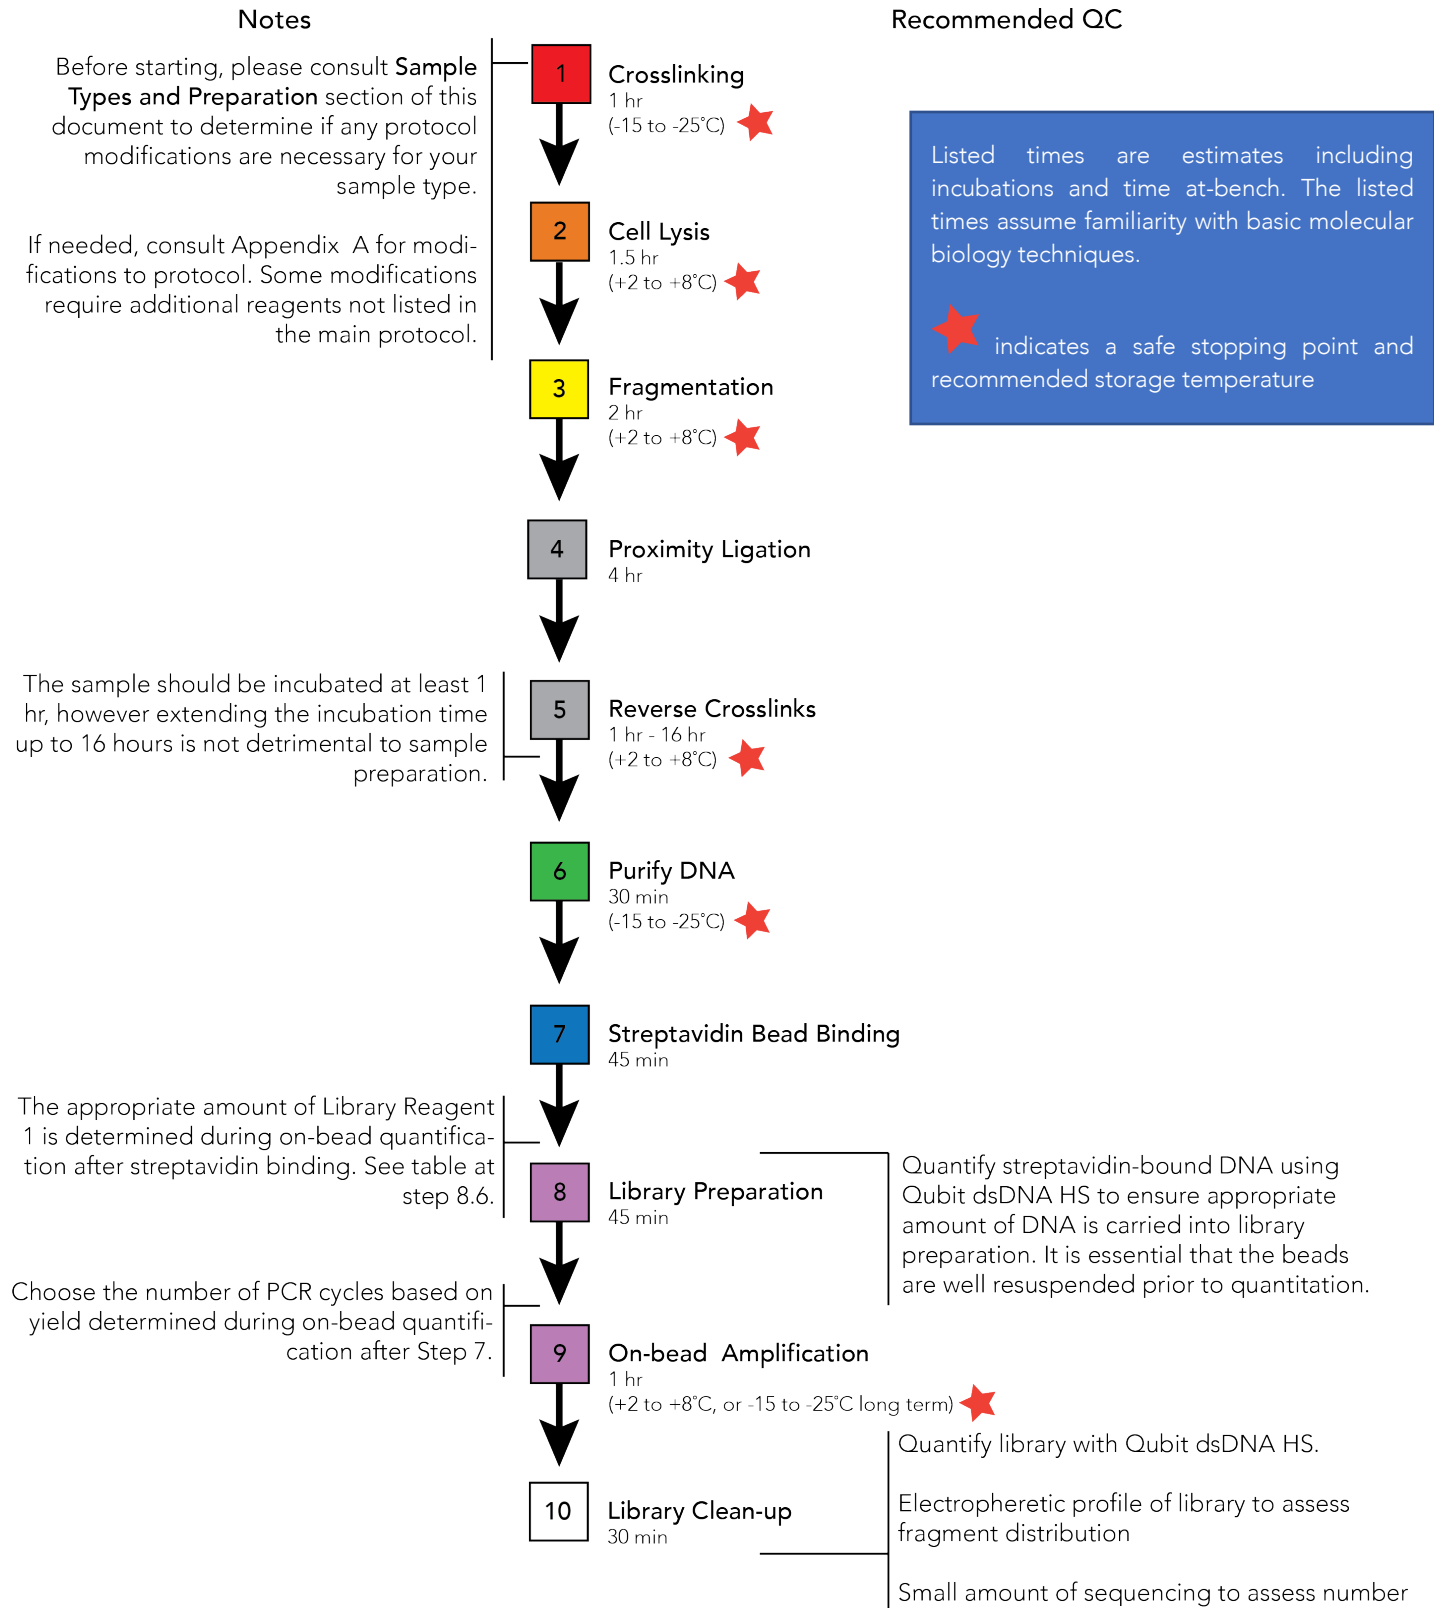 Notes
Recommended QC
Before starting, please consult Sample
Types and Preparation section of this
document to determine if any protocol
modifications are necessary for your
sample type.
If needed, consult Appendix A for modi-
fications to protocol. Some modifications
require additional reagents not listed in
the main protocol.
1
Crosslinking
1 hr
(-15 to -25˚C)
Listed times are estimates including
incubations and time at-bench. The listed
times assume familiarity with basic molecular
biology techniques.
indicates a safe stopping point and
recommended storage temperature
2
Cell Lysis
1.5 hr
(+2 to +8˚C)
3
Fragmentation
2 hr
(+2 to +8˚C)
4
Proximity Ligation
4 hr
The sample should be incubated at least 1
hr, however extending the incubation time
up to 16 hours is not detrimental to sample
preparation.
5
Reverse Crosslinks
1 hr - 16 hr
(+2 to +8˚C)
6
Purify DNA
30 min
(-15 to -25˚C)
7
Streptavidin Bead Binding
45 min
The appropriate amount of Library Reagent
1 is determined during on-bead quantifica-
tion after streptavidin binding. See table at
step 8.6.
8
Library Preparation
45 min
Quantify streptavidin-bound DNA using
Qubit dsDNA HS to ensure appropriate
amount of DNA is carried into library
preparation. It is essential that the beads
are well resuspended prior to quantitation.
Choose the number of PCR cycles based on
yield determined during on-bead quantifi-
cation after Step 7.
9
On-bead Amplification
1 hr
(+2 to +8˚C, or -15 to -25˚C long term)
10
Library Clean-up
30 min
Quantify library with Qubit dsDNA HS.
Electropheretic profile of library to assess
fragment distribution
Small amount of sequencing to assess number